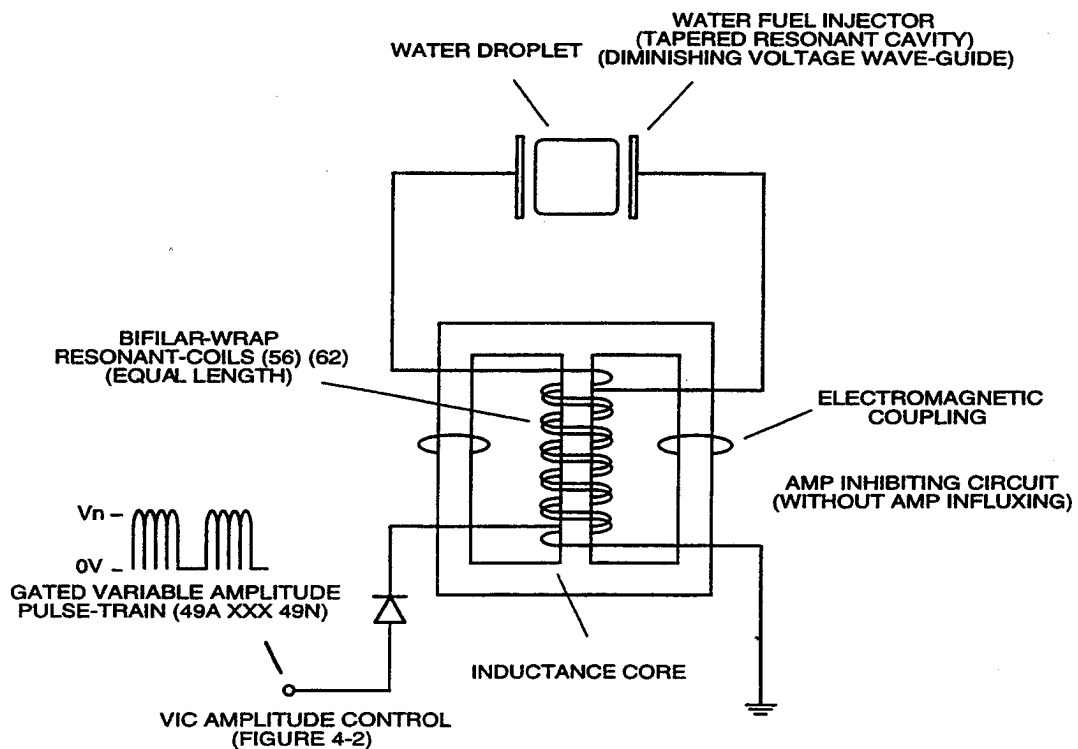 WATER FUEL INJECTOR
(TAPERED RESONANT CAVITY)
(DIMINISHING VOLTAGE WAVE-GUIDE)
WATER DROPLET
BIFILAR-WRAP
RESONANT-COILS (56) (62)
(EQUAL LENGTH)
ELECTROMAGNETIC
COUPLING
AMP INHIBITING CIRCUIT
(WITHOUT AMP INFLUXING)
Vn –
0V –
GATED VARIABLE AMPLITUDE
PULSE-TRAIN (49A XXX 49N)
INDUCTANCE CORE
VIC AMPLITUDE CONTROL
(FIGURE 4-2)